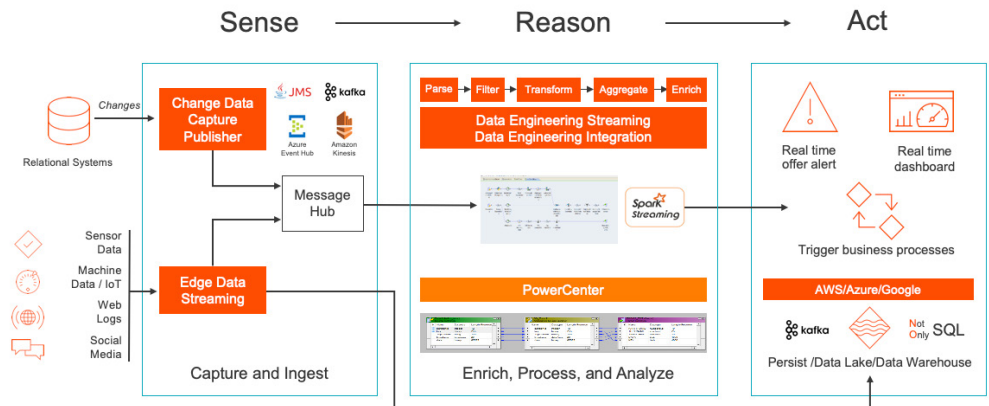 Sense
Reason
Act
Changes
Relational Systems
Change Data
Capture
Publisher
JMS
kafka
Azure
Event Hub
Amazon
Kinesis
Message
Hub
Sensor
Data
Machine
Data / IoT
Web
Logs
Social
Media
Edge Data
Streaming
Capture and Ingest
Parse
Filter
Transform
Aggregate
Enrich
Data Engineering Streaming
Data Engineering Integration
Spark
Streaming
PowerCenter
Enrich, Process, and Analyze
Real time
offer alert
Real time
dashboard
Trigger business processes
AWS/Azure/Google
kafka
Not
Only SQL
Persist /Data Lake/Data Warehouse